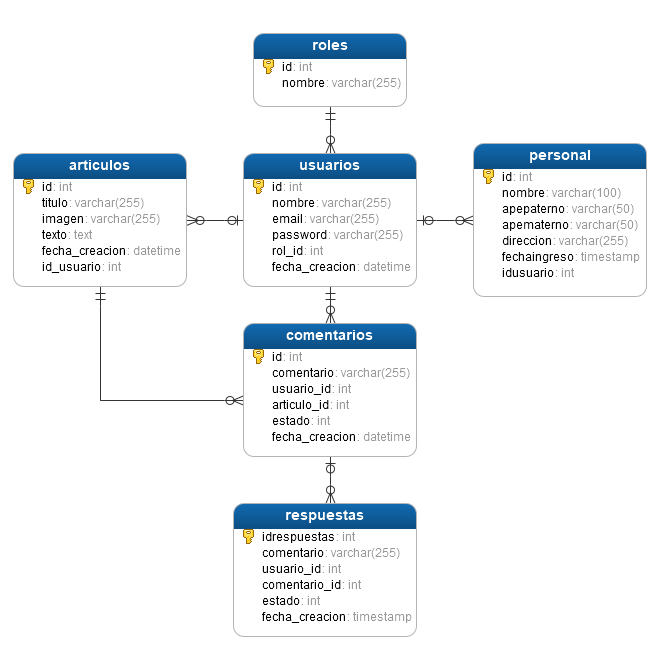 roles
id: int
nombre: varchar(255)
articulos
id: int
titulo: varchar(255)
imagen: varchar(255)
texto: text
fecha_creacion: datetime
id_usuario: int
usuarios
id: int
nombre: varchar(255)
email: varchar(255)
password: varchar(255)
rol_id: int
fecha_creacion: datetime
personal
id: int
nombre: varchar(100)
apepaterno: varchar(50)
apematerno: varchar(50)
direccion: varchar(255)
fechaingreso: timestamp
idusuario: int
comentarios
id: int
comentario: varchar(255)
usuario_id: int
articulo_id: int
estado: int
fecha_creacion: datetime
respuestas
idrespuestas: int
comentario: varchar(255)
usuario_id: int
comentario_id: int
estado: int
fecha_creacion: timestamp